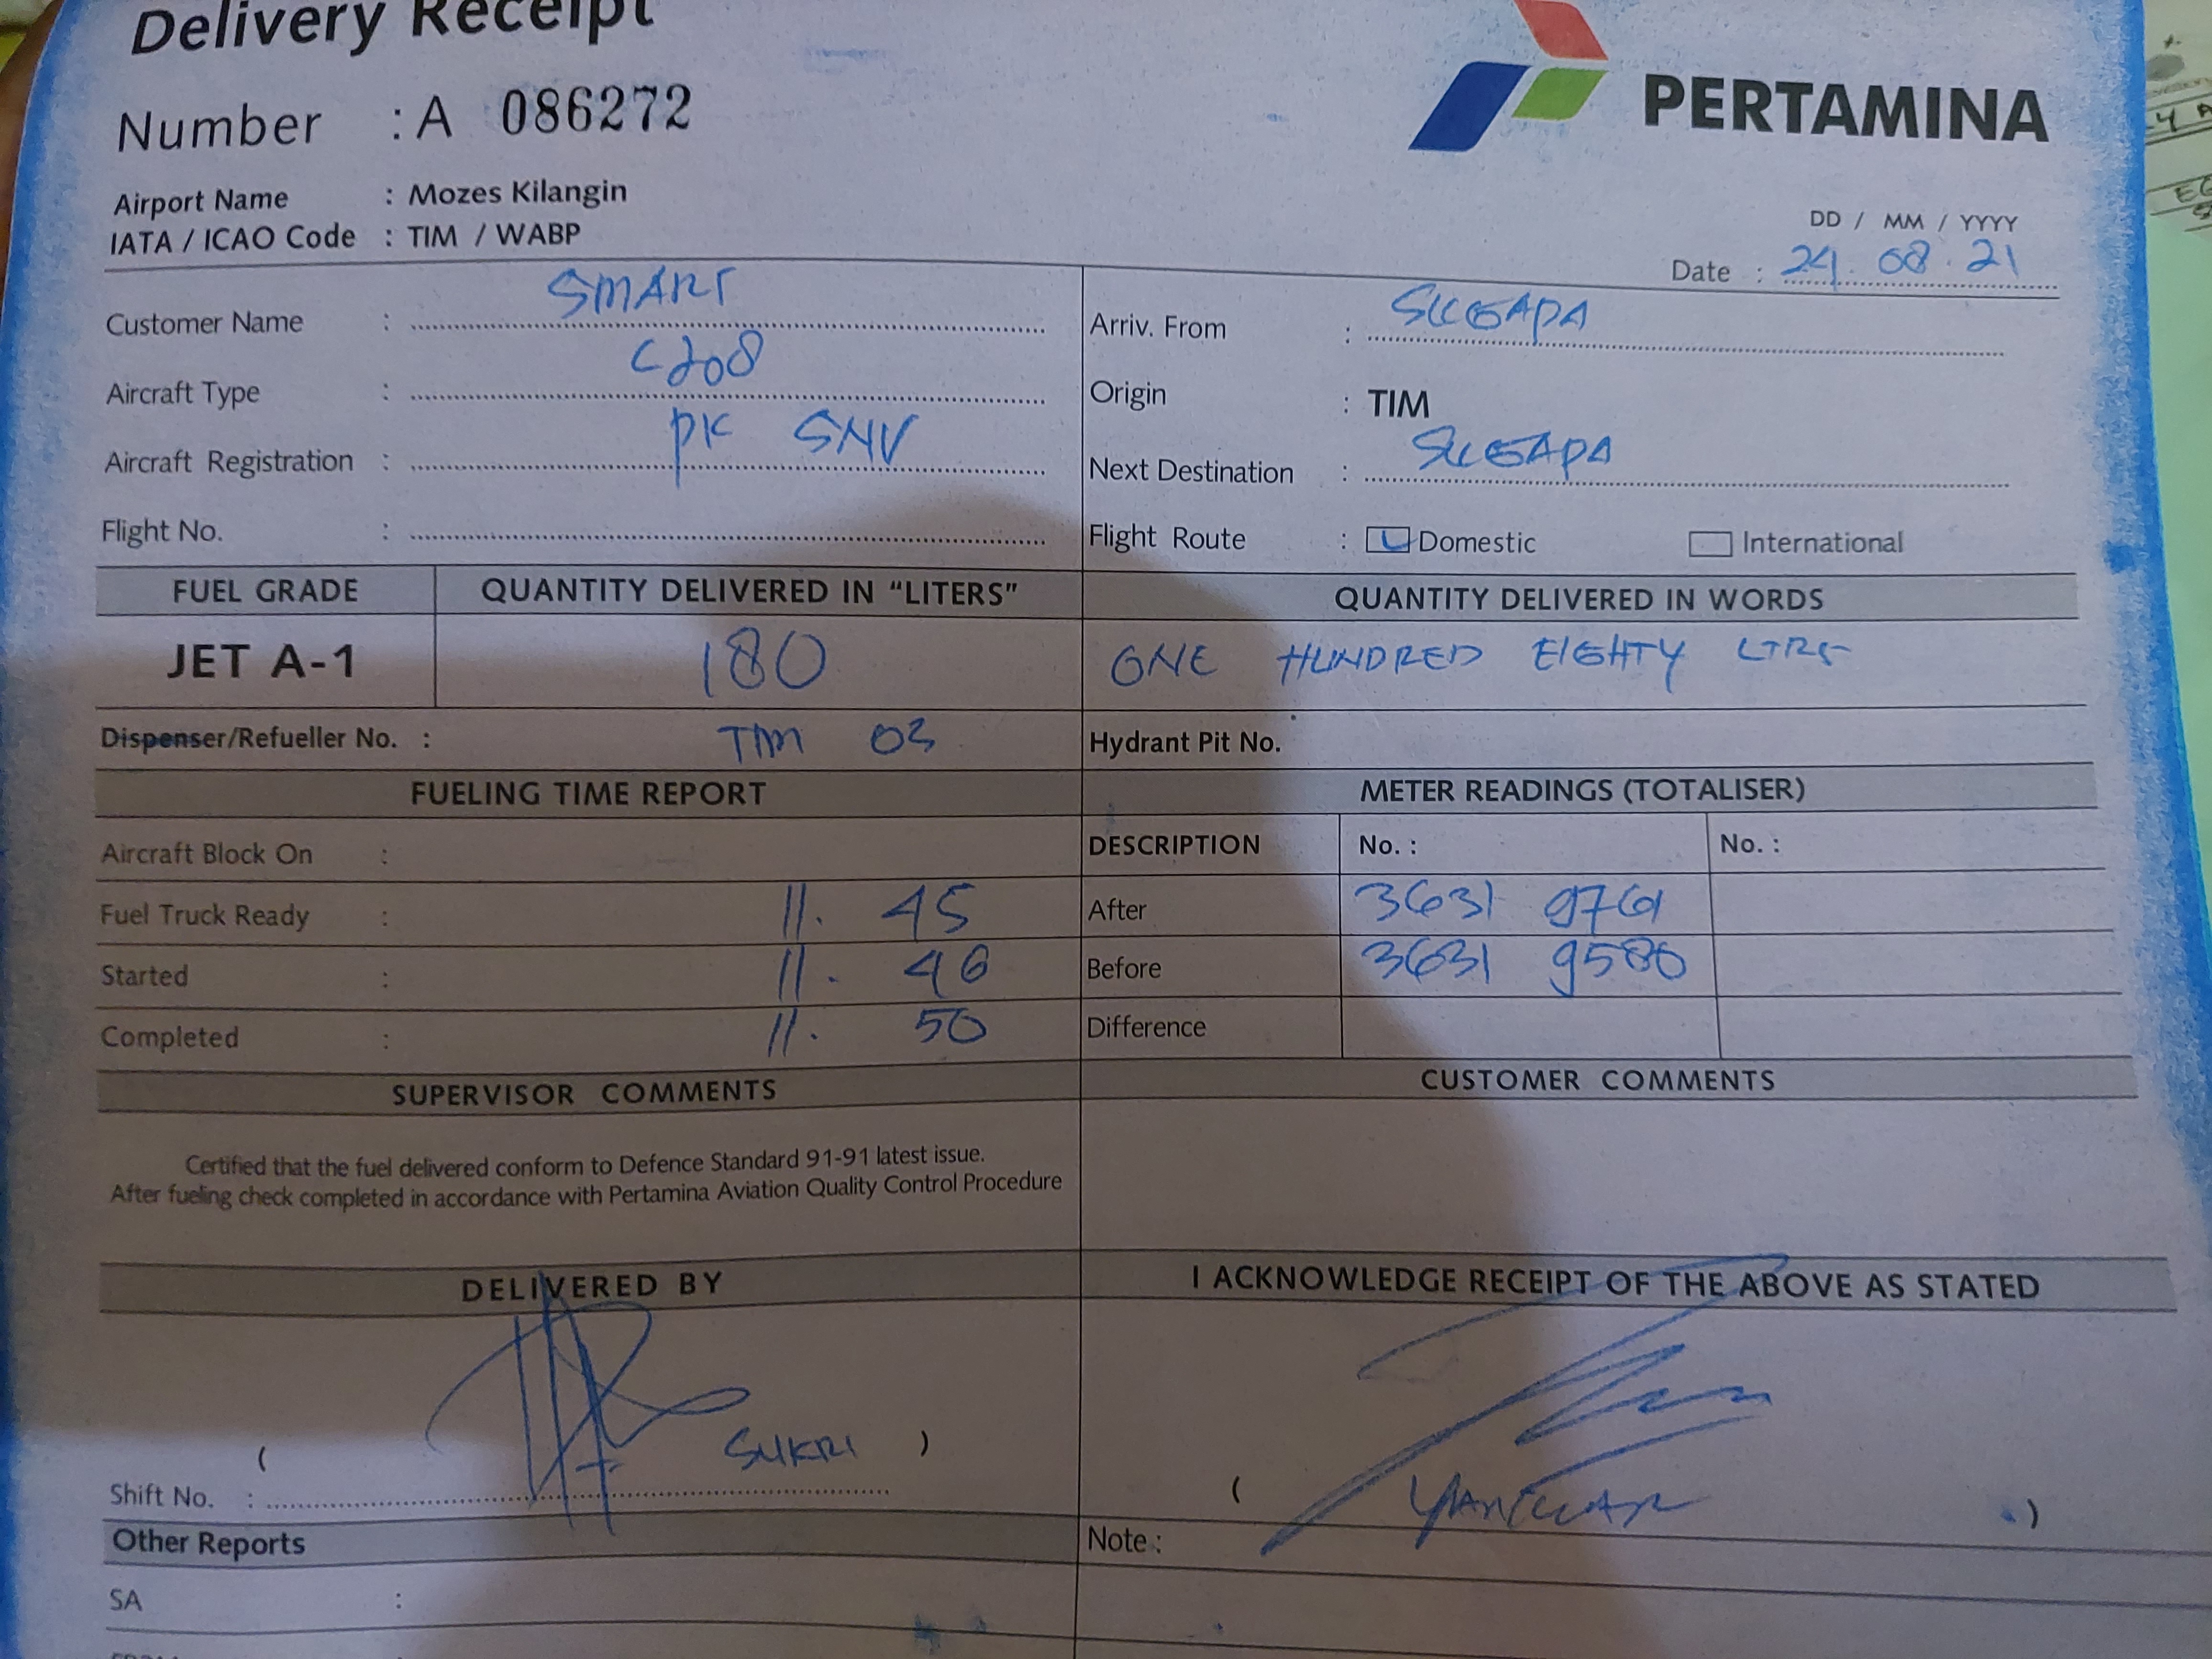 Delivery Receipt
Number : A 086272
PERTAMINA
Airport Name : Mozes Kilangin
IATA / ICAO Code : TIM / WABP
DD / MM / YYYY
Date : 24 . 08 . 21
Customer Name : SMART
Aircraft Type : C208
Aircraft Registration : PK SNV
Flight No. :
Arriv. From :
Origin : TIM
Next Destination :
Flight Route : Domestic International
FUEL GRADE QUANTITY DELIVERED IN "LITERS" QUANTITY DELIVERED IN WORDS
JET A-1 180 ONE HUNDRED EIGHTY LTRS
Dispenser/Refueller No. : TIM 03 Hydrant Pit No.
FUELING TIME REPORT METER READINGS (TOTALISER)
Aircraft Block On : DESCRIPTION No. : No. :
Fuel Truck Ready : 11. 45 After 3631 9761
Started : 11. 46 Before 3631
Completed : 11. 50 Difference
SUPERVISOR COMMENTS CUSTOMER COMMENTS
Certified that the fuel delivered conform to Defence Standard 91-91 latest issue.
After fueling check completed in accordance with Pertamina Aviation Quality Control Procedure
DELIVERED BY I ACKNOWLEDGE RECEIPT OF THE ABOVE AS STATED
( SUKRI )
Shift No. : ( )
Other Reports Note :
SA :